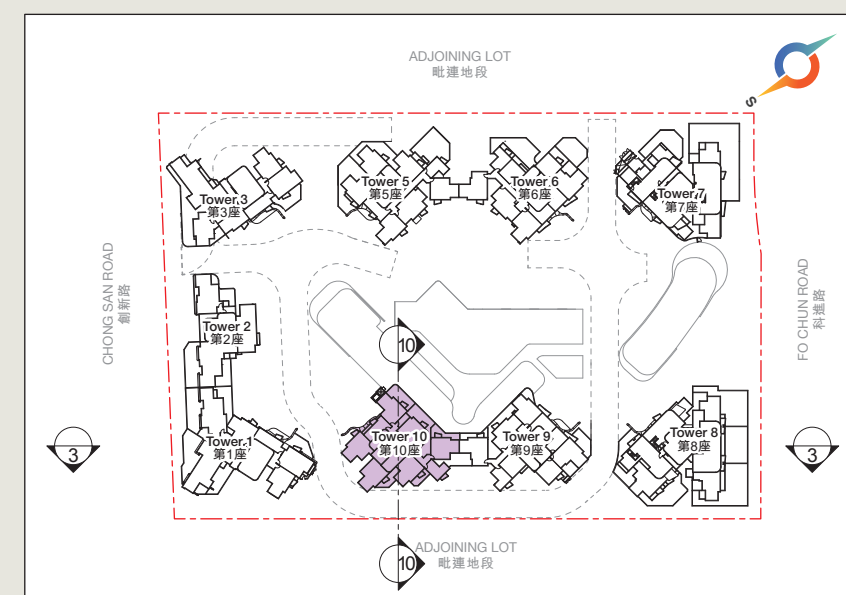 ADJOINING LOT
毗連地段
S
Tower 3
第3座
Tower 5
第5座
Tower 6
第6座
Tower 7
第7座
CHONG SAN ROAD
創新路
FO CHUN ROAD
科進路
Tower 2
第2座
10
Tower 1
第1座
Tower 10
第10座
Tower 9
第9座
Tower 8
第8座
3
3
ADJOINING LOT
毗連地段
10